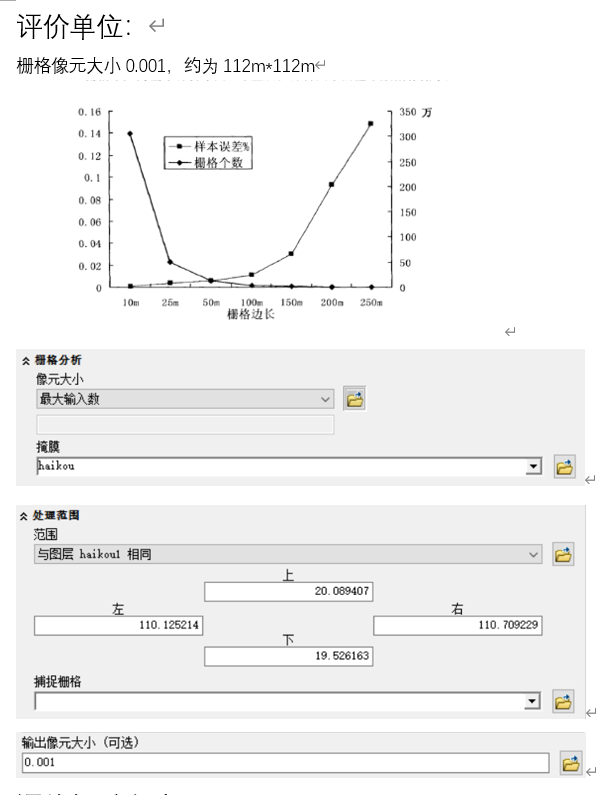 评价单位：
栅格像元大小 0.001，约为 112m*112m
0.16
0.14
0.12
0.1
0.08
0.06
0.04
0.02
0
350 万
300
250
200
150
100
50
0
样本误差%
栅格个数
10m 25m 50m 100m 150m 200m 250m
栅格边长
栅格分析
像元大小
最大输入数
掩膜
haikou
处理范围
范围
与图层 haikou1 相同
上
20.089407
左 右
110.125214 110.709229
下
19.526163
捕捉栅格
输出像元大小 (可选)
0.001